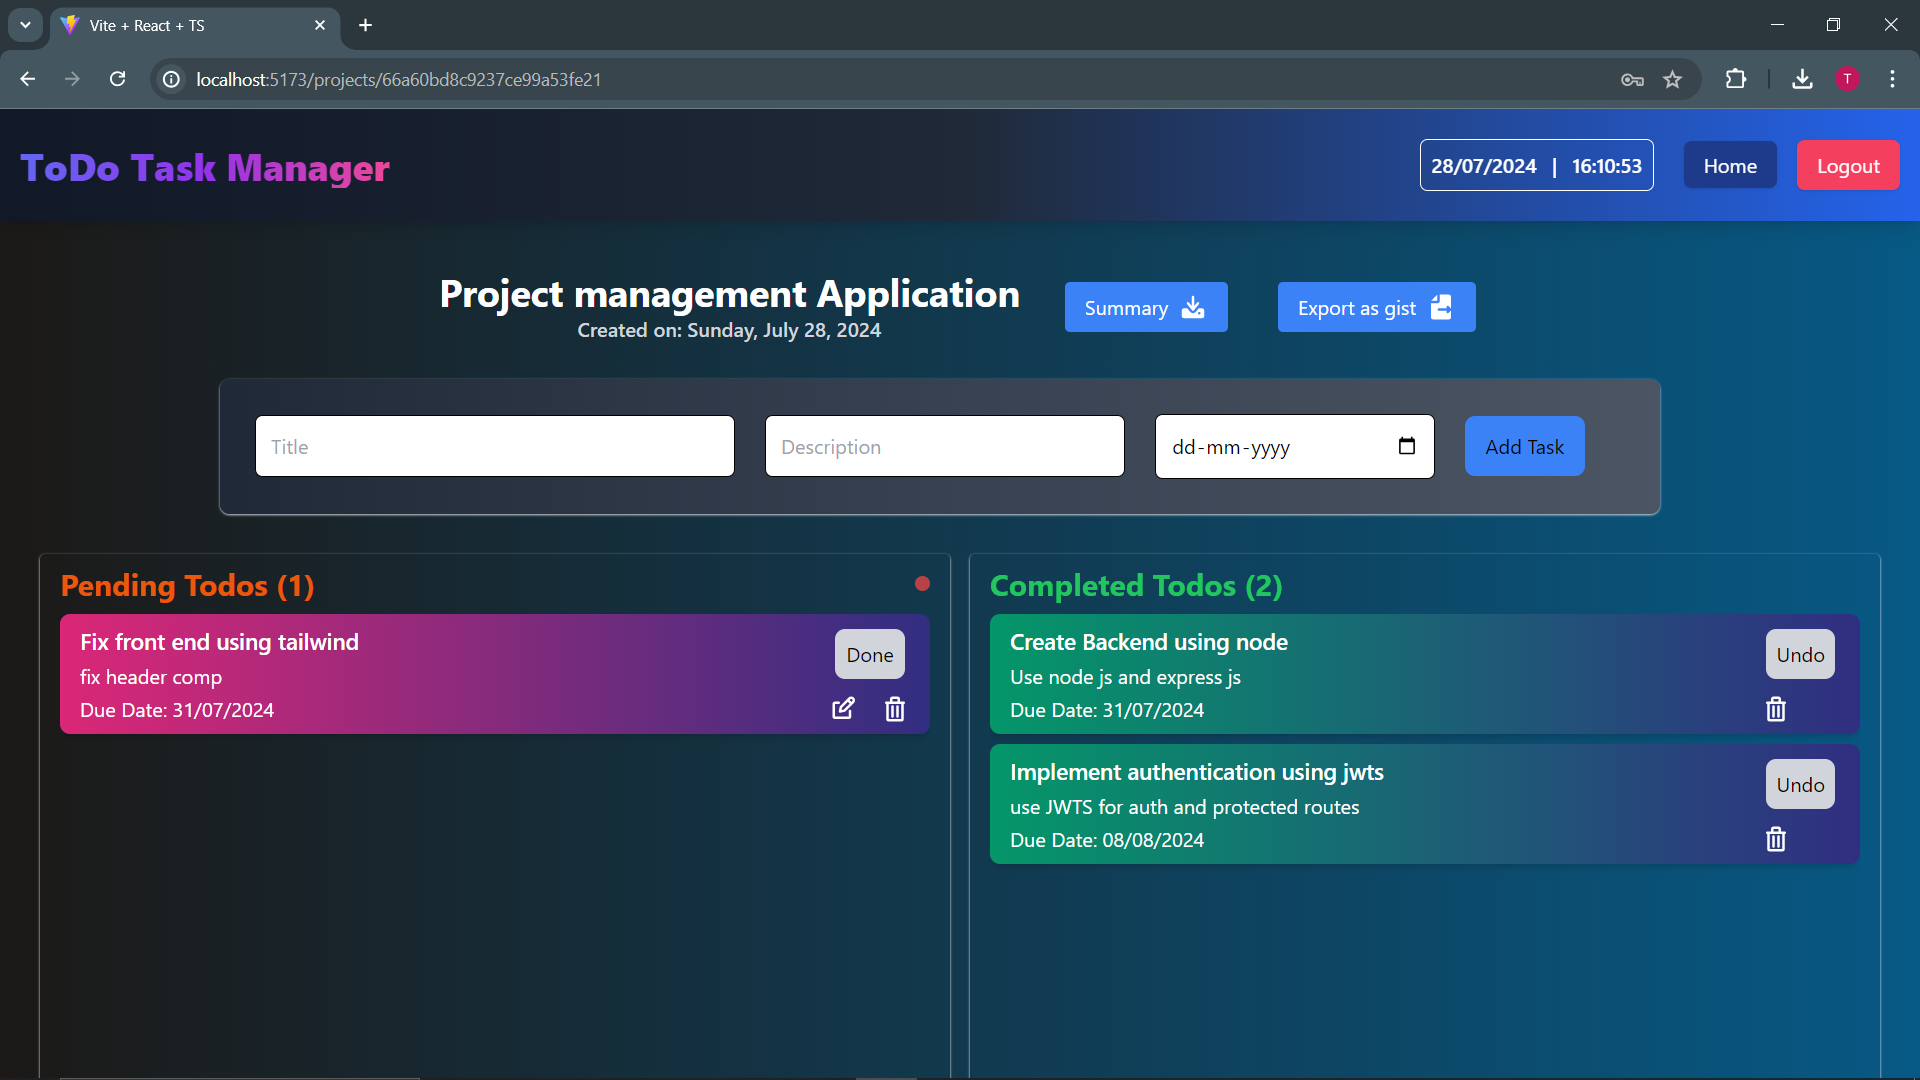 Vite + React + TS
localhost:5173/projects/66a60bd8c9237ce99a53fe21
T
ToDo Task Manager
28/07/2024 | 16:10:53
Home
Logout
Project management Application
Created on: Sunday, July 28, 2024
Summary
Export as gist
Title
Description
dd-mm-yyyy
Add Task
Pending Todos (1)
Fix front end using tailwind
Done
fix header comp
Due Date: 31/07/2024
Completed Todos (2)
Create Backend using node
Undo
Use node js and express js
Due Date: 31/07/2024
Implement authentication using jwts
Undo
use JWTS for auth and protected routes
Due Date: 08/08/2024